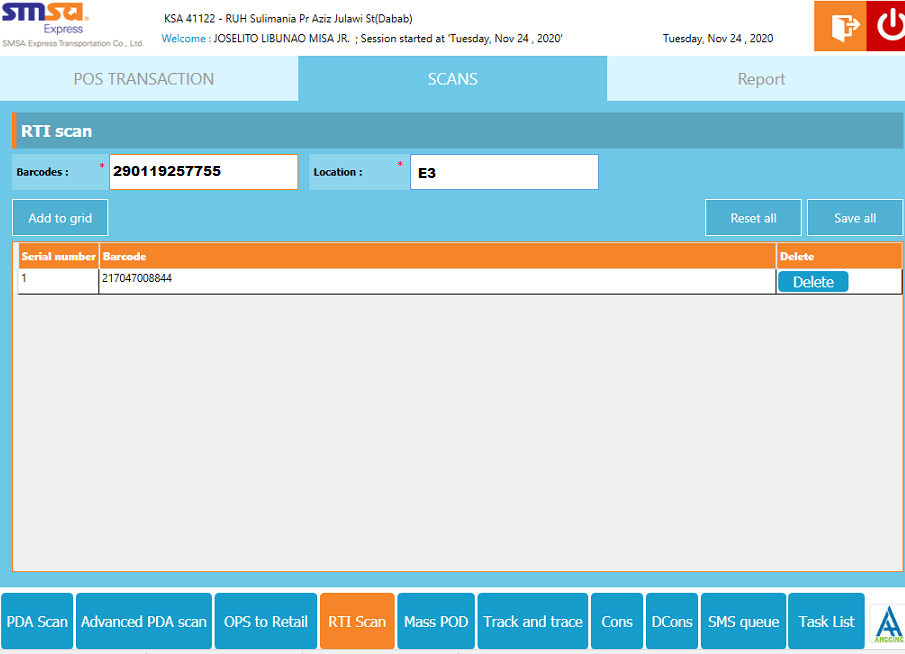 smsa
Express
SMSA Express Transportation Co., Ltd.
KSA 41122 - RUH Sulimania Pr Aziz Julawi St(Dabab)
Welcome : JOSELITO LIBUNAO MISA JR. ; Session started at 'Tuesday, Nov 24 , 2020'
Tuesday, Nov 24 , 2020
POS TRANSACTION
SCANS
Report
RTI scan
Barcodes : *
290119257755
Location : *
E3
Add to grid
Reset all
Save all
Serial number
Barcode
Delete
1
217047008844
Delete
PDA Scan
Advanced PDA scan
OPS to Retail
RTI Scan
Mass POD
Track and trace
Cons
DCons
SMS queue
Task List